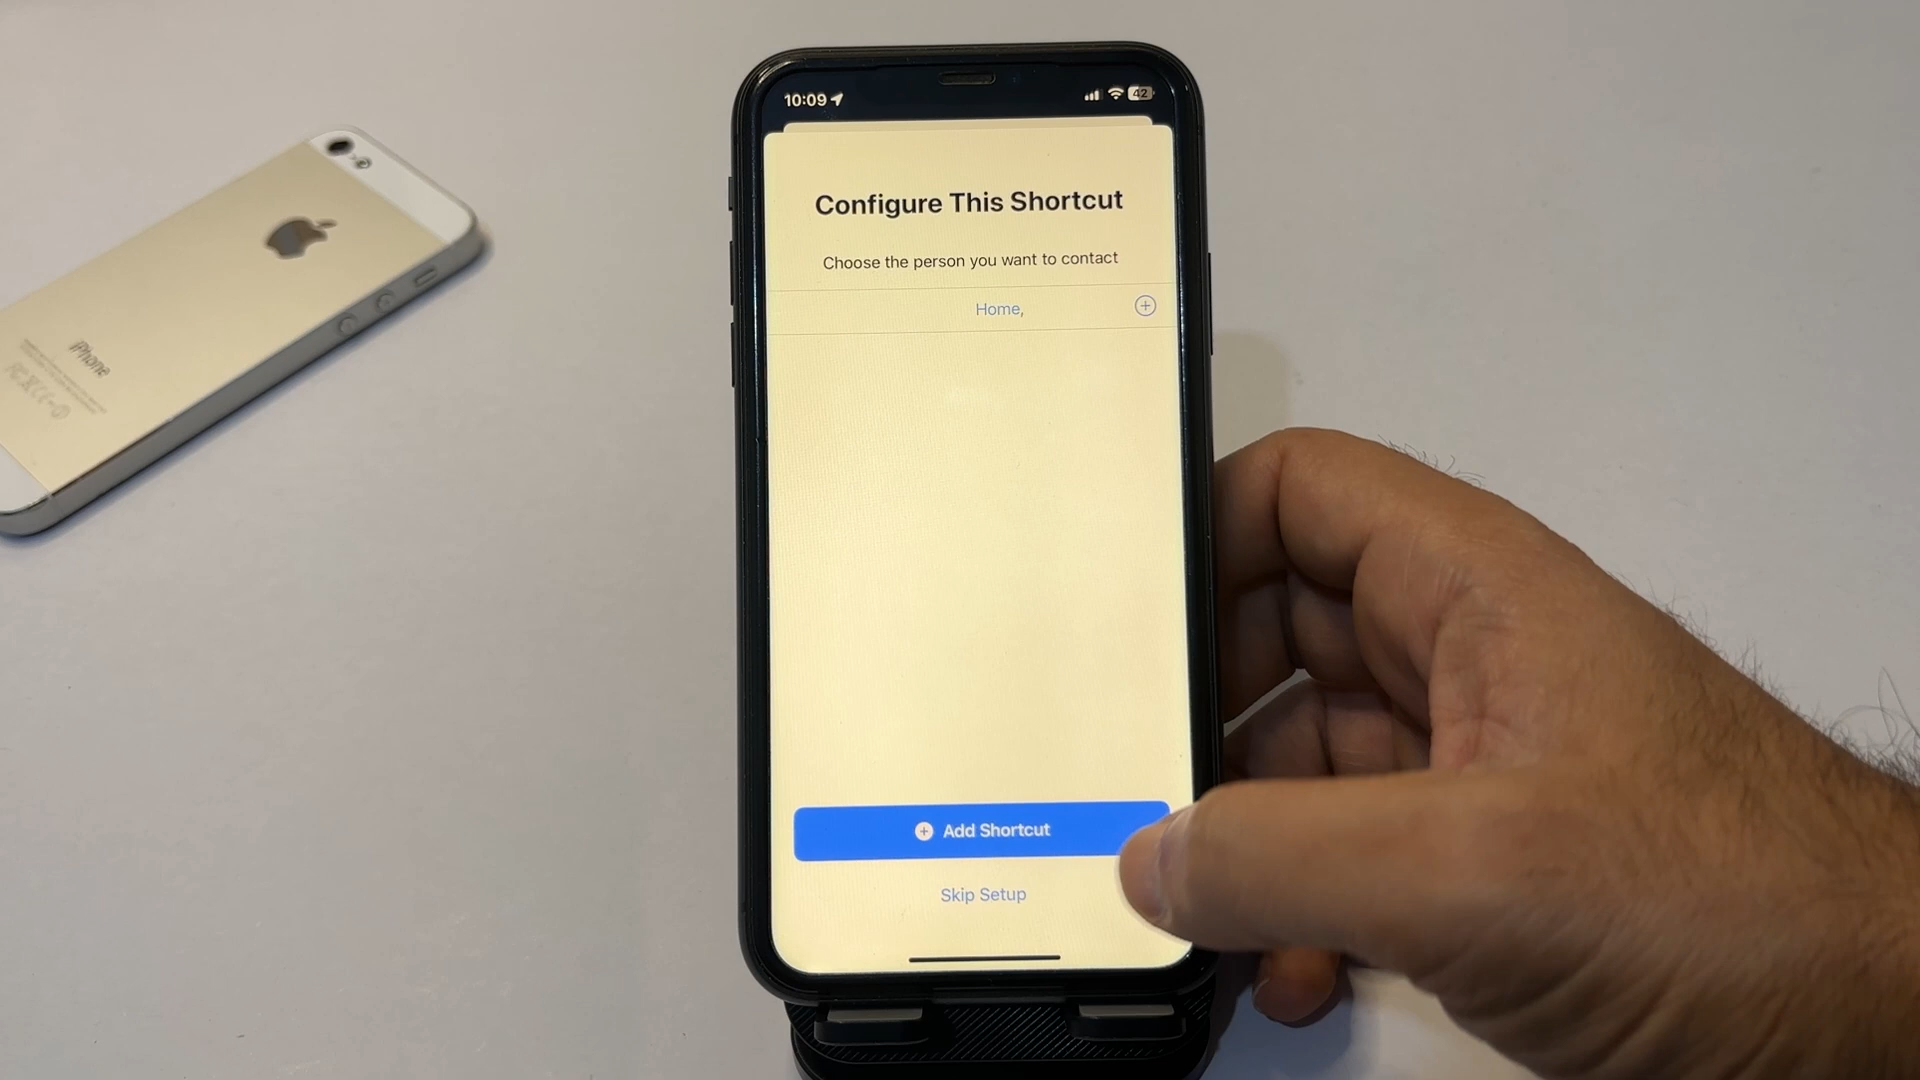 10:09
42
Configure This Shortcut
Choose the person you want to contact
Home,
Add Shortcut
Skip Setup
iPhone